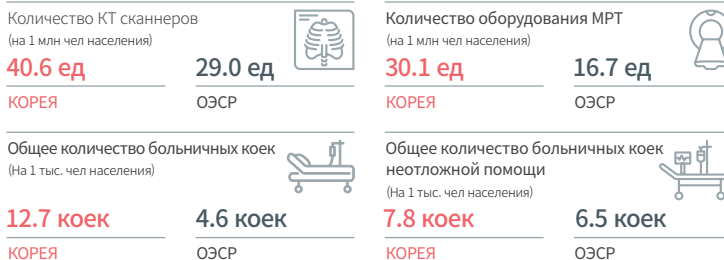 Количество КТ сканнеров
(на 1 млн чел населения)
40.6 ед
29.0 ед
КОРЕЯ
ОЭСР
Количество оборудования МРТ
(на 1 млн чел населения)
30.1 ед
16.7 ед
КОРЕЯ
ОЭСР
Общее количество больничных коек
(На 1 тыс. чел населения)
12.7 коек
4.6 коек
КОРЕЯ
ОЭСР
Общее количество больничных коек
неотложной помощи
(На 1 тыс. чел населения)
7.8 коек
6.5 коек
КОРЕЯ
ОЭСР